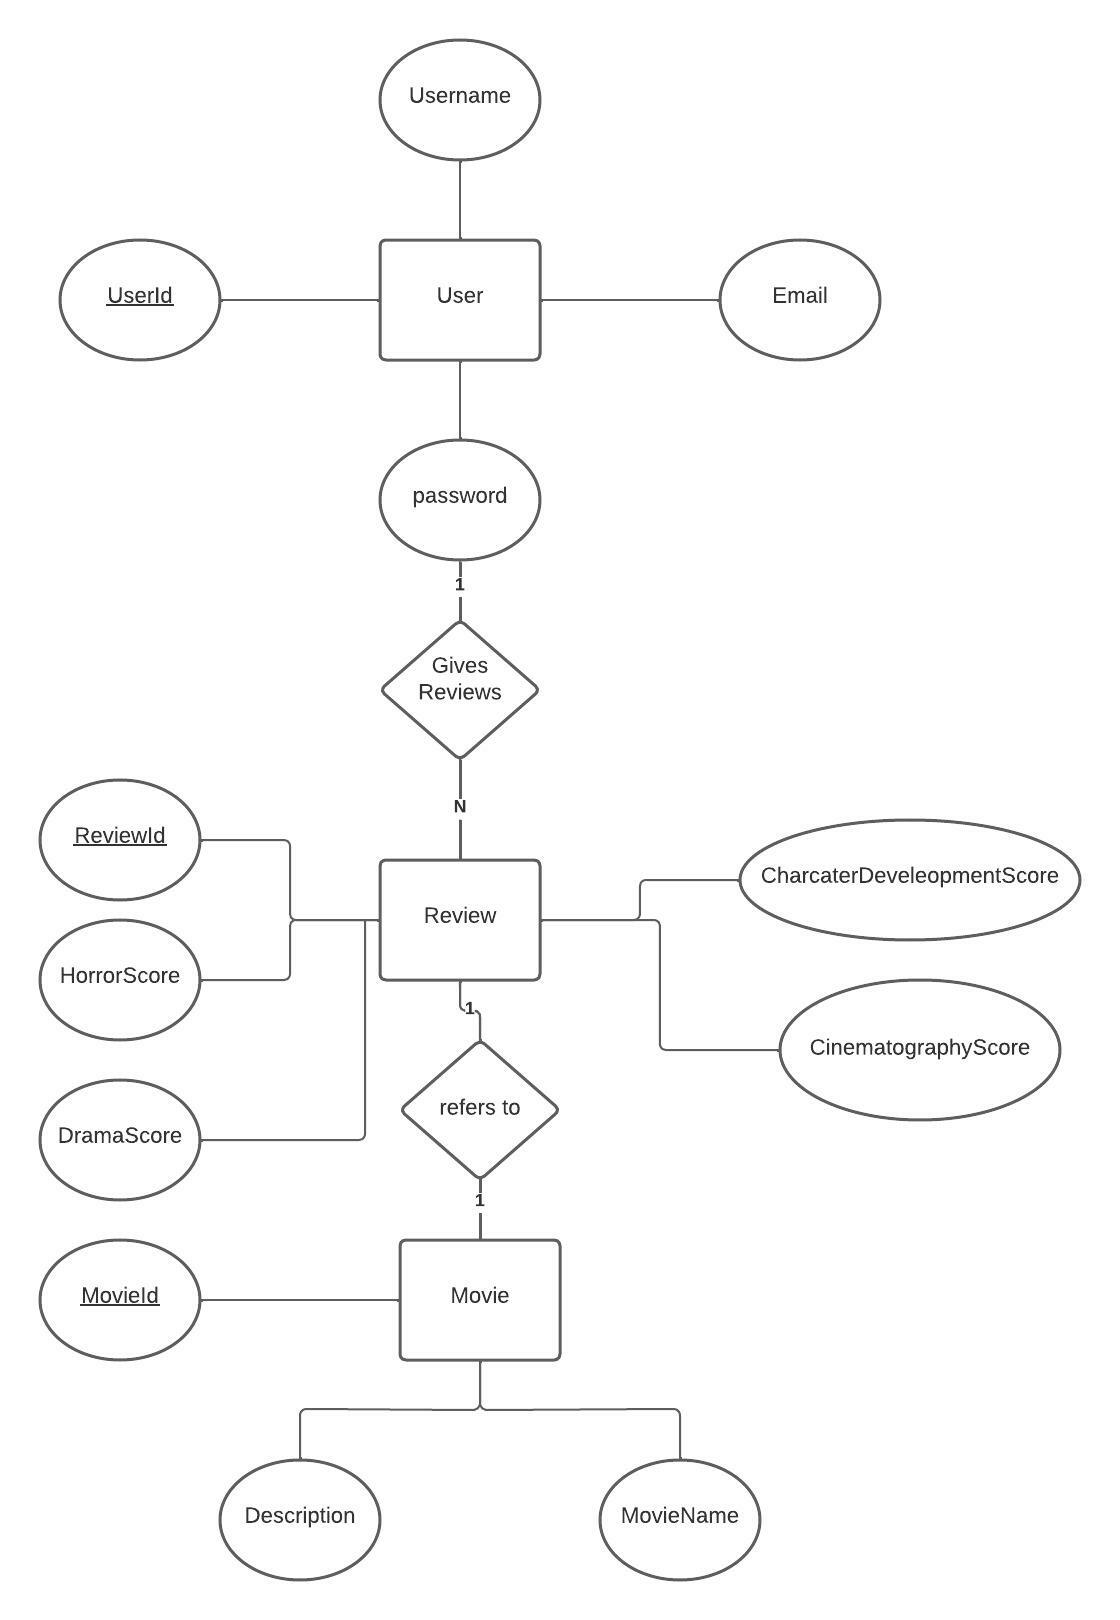 Username
UserId
User
Email
password
1
Gives
Reviews
N
ReviewId
CharcaterDeveleopmentScore
Review
HorrorScore
1
CinematographyScore
refers to
DramaScore
1
MovieId
Movie
Description
MovieName